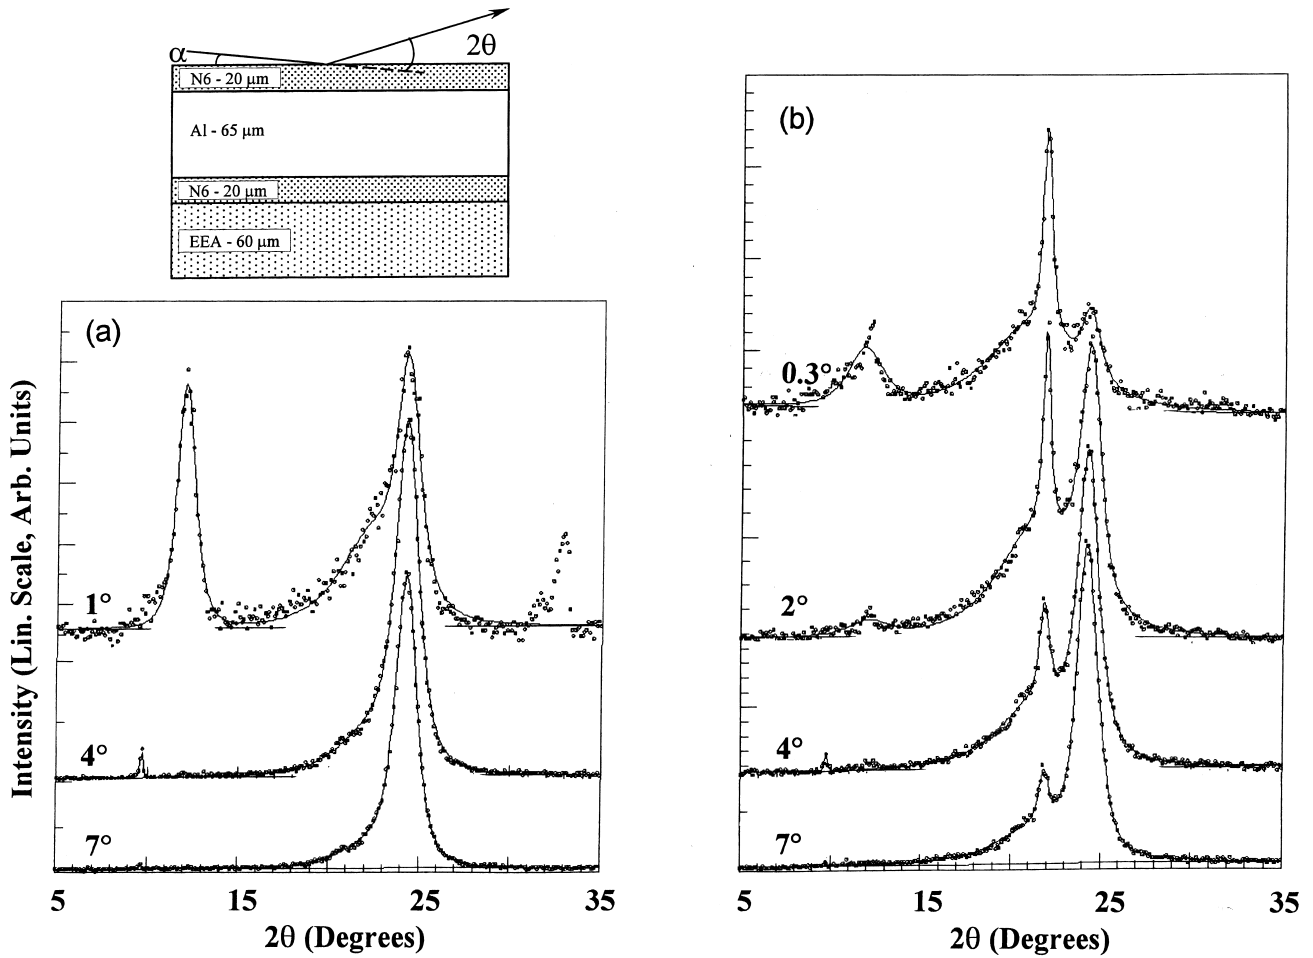 α
2θ
N6 - 20 µm
Al - 65 µm
N6 - 20 µm
EEA - 60 µm
(a)
1°
4°
7°
5 15 25 35
2θ (Degrees)
Intensity (Lin. Scale, Arb. Units)
(b)
0.3°
2°
4°
7°
5 15 25 35
2θ (Degrees)